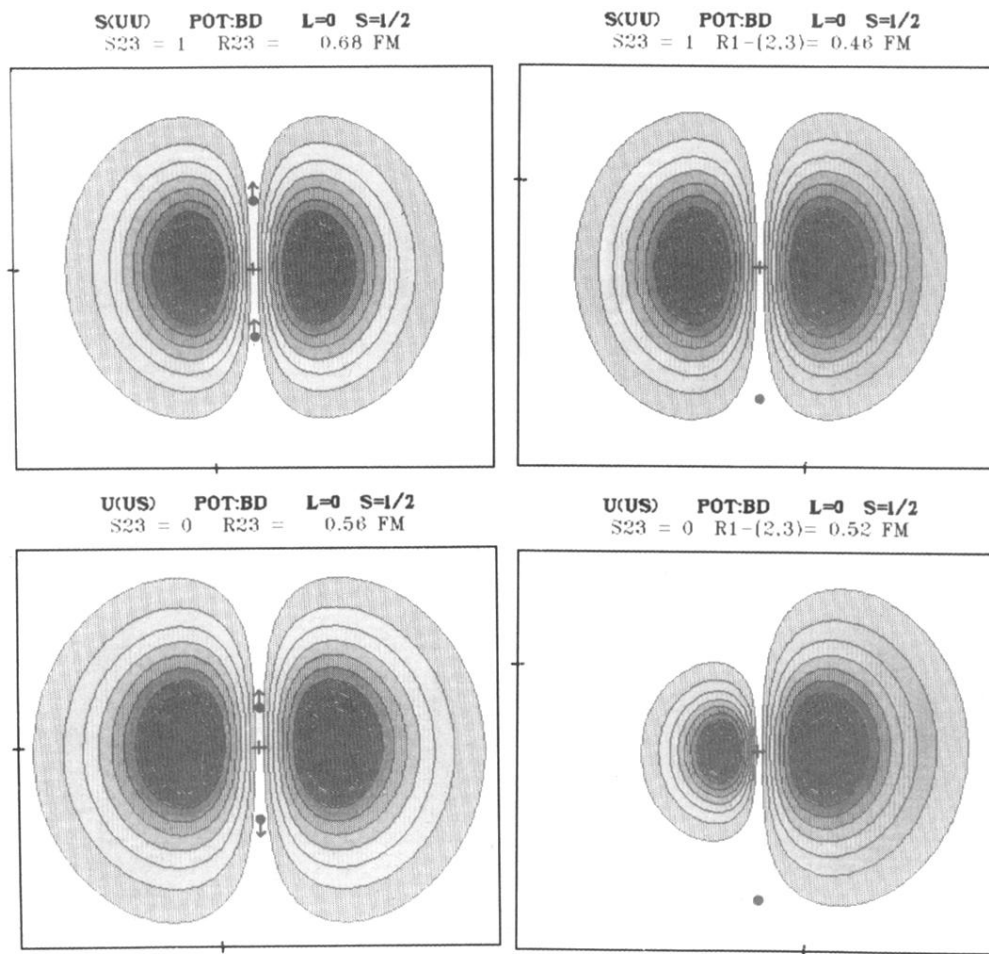 S(UU) POT:BD L=0 S=1/2
S23 = 1 R23 = 0.68 FM
S(UU) POT:BD L=0 S=1/2
S23 = 1 R1-(2,3)= 0.46 FM
U(US) POT:BD L=0 S=1/2
S23 = 0 R23 = 0.56 FM
U(US) POT:BD L=0 S=1/2
S23 = 0 R1-(2,3)= 0.52 FM